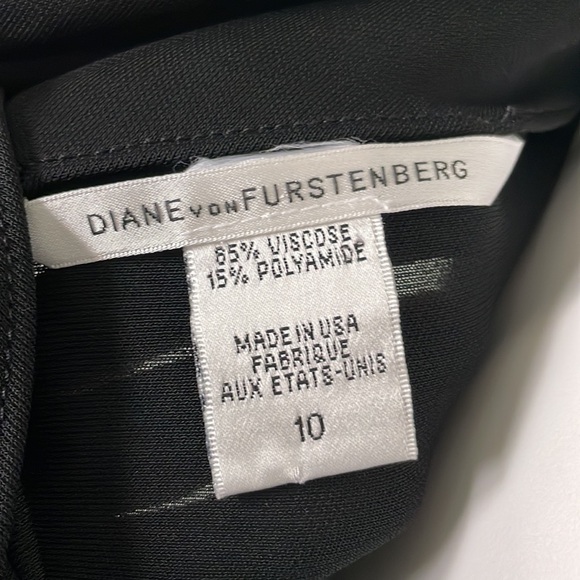 DIANE VON FURSTENBERG
85% VISCOSE
15% POLYAMIDE
MADE IN USA
FABRIQUE
AUX ETATS-UNIS
10